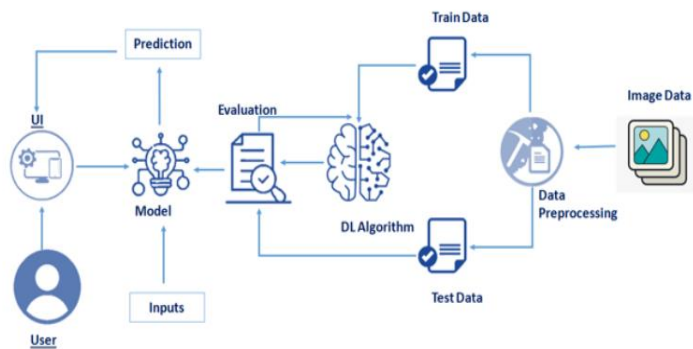 Train Data
Prediction
Image Data
Evaluation
UI
Model
DL Algorithm
Data
Preprocessing
Inputs
Test Data
User